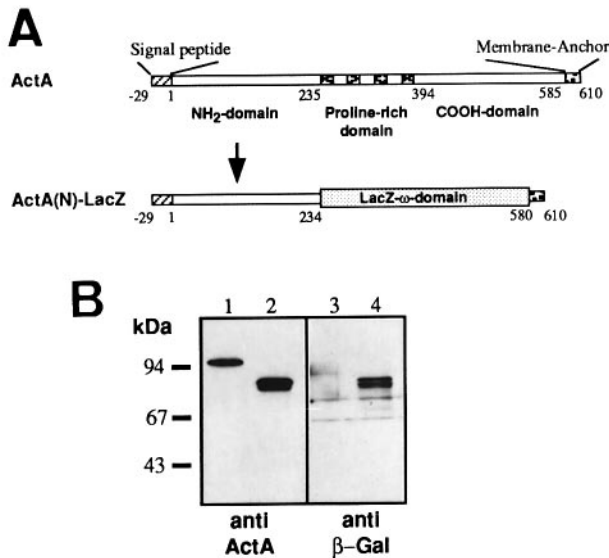 A
Signal peptide
Membrane-Anchor
ActA
-29 1 235 394 585 610
NH2-domain Proline-rich domain COOH-domain
ActA(N)-LacZ
LacZ-ω-domain
-29 1 234 580 610
B
1 2 3 4
kDa
94
67
43
anti ActA
anti β-Gal